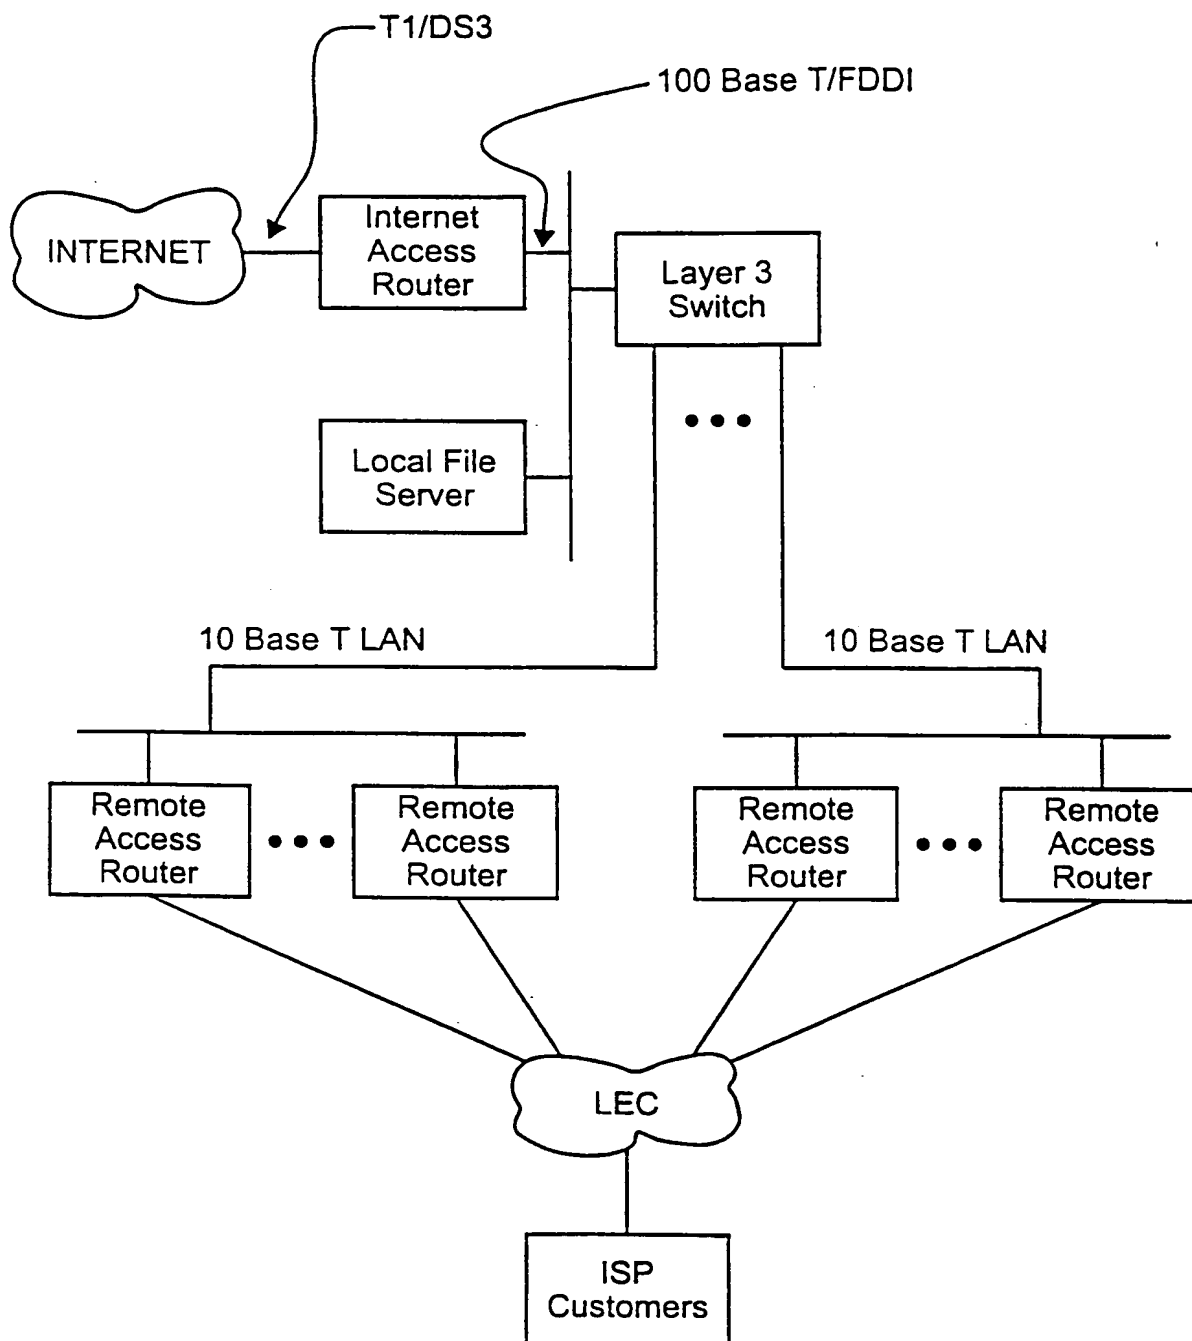 T1/DS3
100 Base T/FDDI
INTERNET
Internet
Access
Router
Layer 3
Switch
Local File
Server
10 Base T LAN
10 Base T LAN
Remote
Access
Router
Remote
Access
Router
Remote
Access
Router
Remote
Access
Router
LEC
ISP
Customers